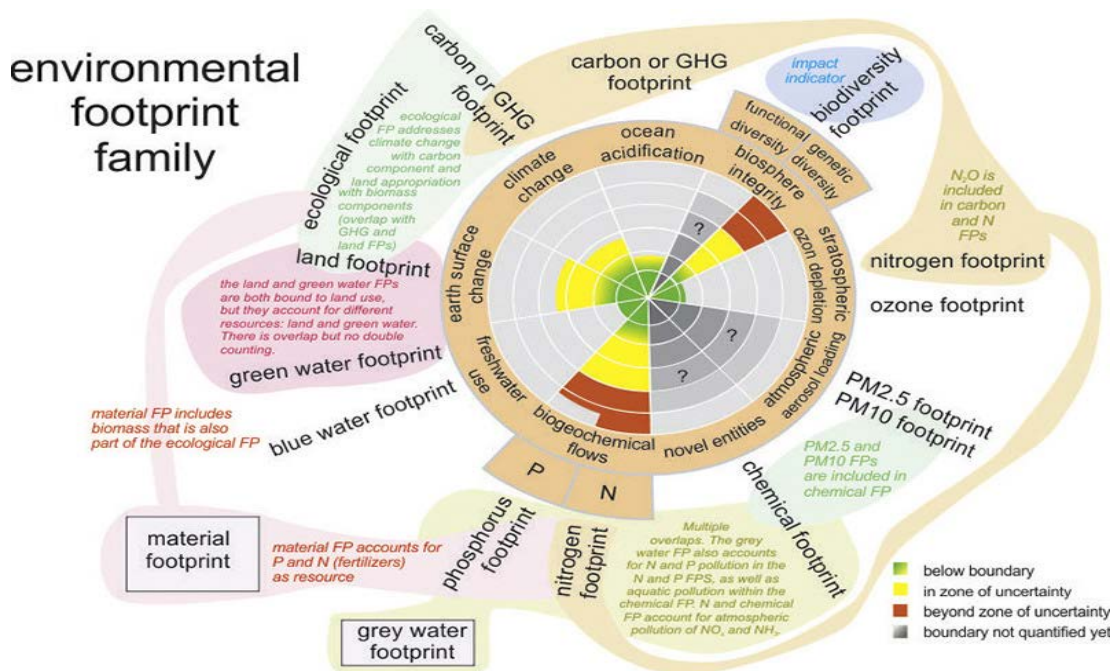 environmental
footprint
family
carbon or GHG
footprint
ecological footprint
ecological
FP addresses
climate change
with carbon
component and
land appropriation
with biomass
components
(overlap with
GHG and
land FPs)
land footprint
the land and green water FPs
are both bound to land use,
but they account for different
resources: land and green water.
There is overlap but no double
counting.
green water footprint
blue water footprint
material FP includes
biomass that is also
part of the ecological FP
material
footprint
material FP accounts for
P and N (fertilizers)
as resource
grey water
footprint
phosphorus
footprint
nitrogen
footprint
Multiple
overlaps. The grey
water FP also accounts
for N and P pollution in the
N and P FPS, as well as
aquatic pollution within the
chemical FP. N and chemical
FP account for atmospheric
pollution of NOₓ and NH₃.
chemical footprint
PM2.5 and
PM10 FPs
are included in
chemical FP
PM2.5 footprint
PM10 footprint
ozone footprint
nitrogen footprint
N₂O is
included
in carbon
and N
FPs
impact
indicator
biodiversity
footprint
carbon or GHG
footprint
climate
change
ocean
acidification
functional
diversity
genetic
diversity
biosphere
integrity
stratospheric
ozon depletion
atmospheric
aerosol loading
novel entities
biogeochemical
flows
P
N
freshwater
use
earth surface
change
?
?
?
below boundary
in zone of uncertainty
beyond zone of uncertainty
boundary not quantified yet